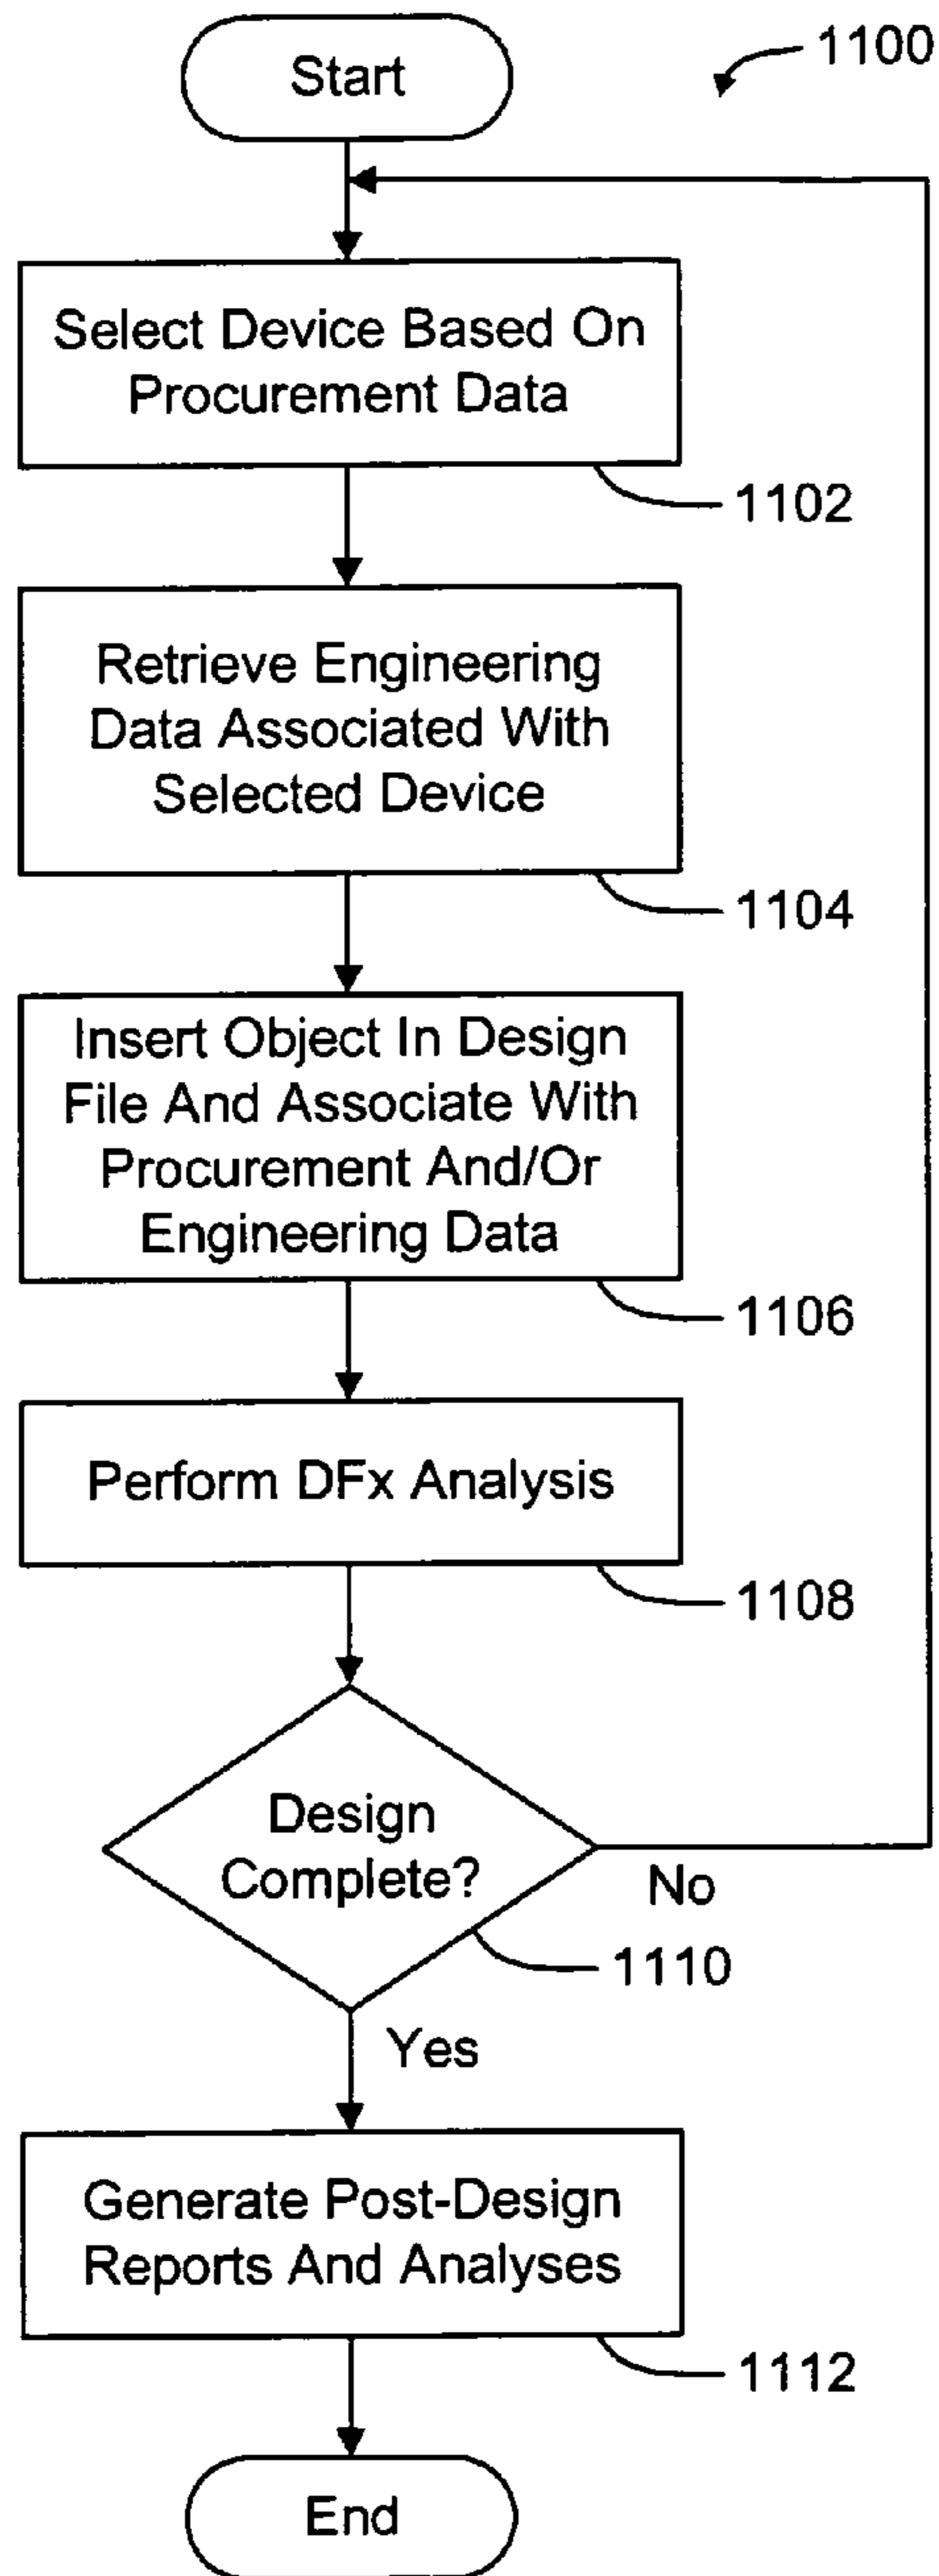 Start
1100
Select Device Based On
Procurement Data
1102
Retrieve Engineering
Data Associated With
Selected Device
1104
Insert Object In Design
File And Associate With
Procurement And/Or
Engineering Data
1106
Perform DFx Analysis
1108
Design
Complete?
No
1110
Yes
Generate Post-Design
Reports And Analyses
1112
End